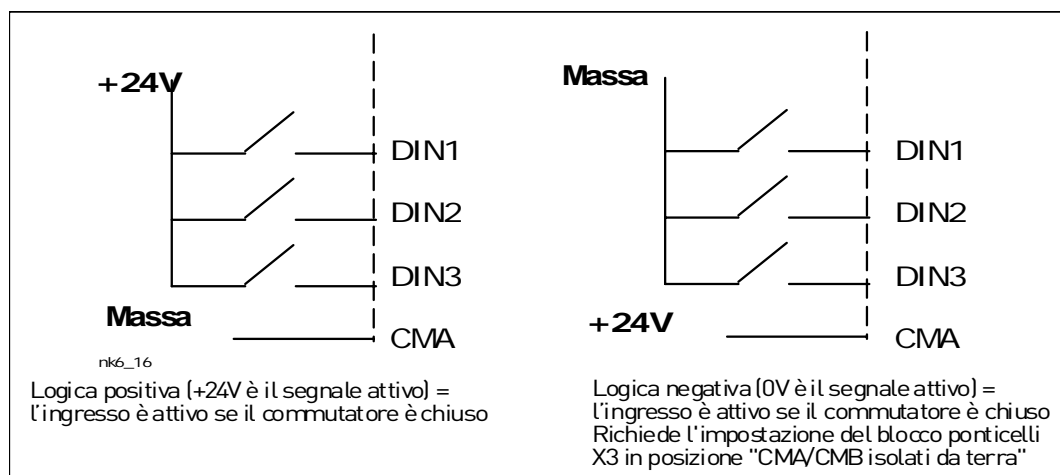 +24V
DIN1
DIN2
DIN3
Massa
CMA
nk6_16
Logica positiva (+24V è il segnale attivo) =
l'ingresso è attivo se il commutatore è chiuso
Massa
DIN1
DIN2
DIN3
+24V
CMA
Logica negativa (0V è il segnale attivo) =
l'ingresso è attivo se il commutatore è chiuso
Richiede l'impostazione del blocco ponticelli
X3 in posizione "CMA/CMB isolati da terra"